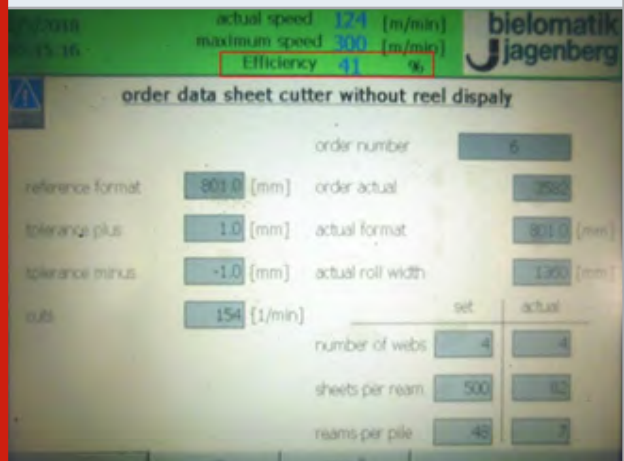 actual speed 124 [m/min]
maximum speed 300 [m/min]
Efficiency 41 %
bielomatik
jagenberg
order data sheet cutter without reel dispaly
order number 6
reference format 801.0 [mm] order actual 3582
tolerance plus 1.0 [mm] actual format 801.0 [mm]
tolerance minus -1.0 [mm] actual roll width 1360 [mm]
cuts 154 {1/min]
set actual
number of webs 4 4
sheets per ream 500 82
reams per pile 48 7